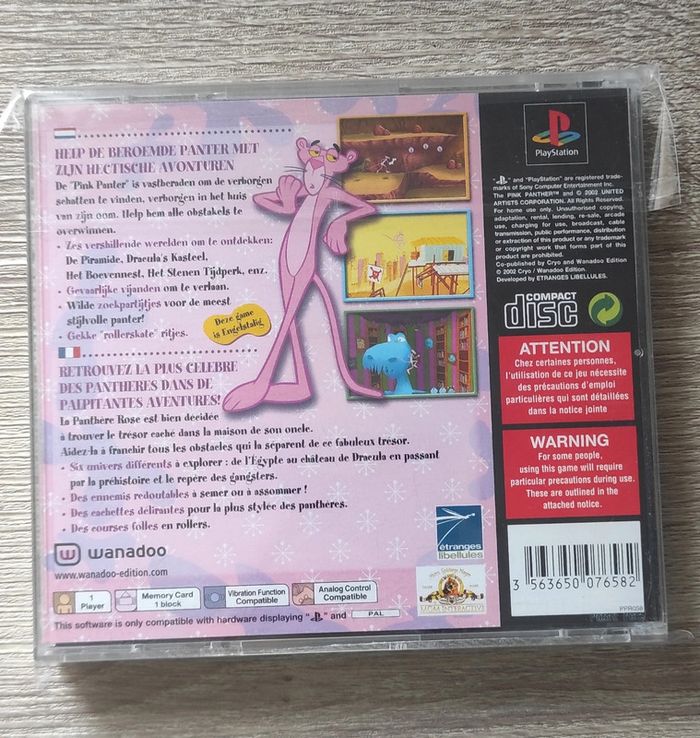 HELP DE BEROEMDE PANTER MET
ZIJN HECTISCHE AVONTUREN
De "Pink Panter" is vastberaden om de verborgen
schatten te vinden, verborgen in het huis
van zijn oom. Help hem alle obstakels te
overwinnen.
• Zes vershillende werelden om te ontdekken:
De Piramide, Dracula's Kasteel,
Het Boevennest, Het Stenen Tijdperk, enz.
• Gevaarlijke vijanden om te verlaan.
• Wilde zoekpartijtjes voor de meest
stijlvolle panter!
• Gekke "rollerskate" ritjes.
Deze game
is Engelstalig
RETROUVEZ LA PLUS CELEBRE
DES PANTHERES DANS DE
PALPITANTES AVENTURES!
La Panthère Rose est bien décidée
à trouver le trésor caché dans la maison de son oncle.
Aidez-la à franchir tous les obstacles qui la séparent de ce fabuleux trésor.
• Six univers différents à explorer : de l'Egypte au château de Dracula en passant
par la préhistoire et le repère des gangsters.
• Des ennemis redoutables à semer ou à assommer !
• Des cachettes délirantes pour la plus stylée des panthères.
• Des courses folles en rollers.
wanadoo
www.wanadoo-edition.com
étranges
libellules
Metro Goldwyn Mayer
MGM INTERACTIVE
1
Player
Memory Card
1 block
Vibration Function
Compatible
Analog Control
Compatible
This software is only compatible with hardware displaying " " and PAL
PlayStation
" " and "PlayStation" are registered trade-
marks of Sony Computer Entertainment Inc.
The PINK PANTHER™ and © 2002 UNITED
ARTISTS CORPORATION. All Rights Reserved.
For home use only. Unauthorised copying,
adaptation, rental, lending, re-sale, arcade
use, charging for use, broadcast, cable
transmission, public performance, distribution
or extraction of this product or any trademark
or copyright work that forms part of this
product are prohibited.
Co-published by Cryo and Wanadoo Edition.
© 2002 Cryo / Wanadoo Edition.
Developed by ETRANGES LIBELLULES.
COMPACT
disc
ATTENTION
Chez certaines personnes,
l'utilisation de ce jeu nécessite
des précautions d'emploi
particulières qui sont détaillées
dans la notice jointe
WARNING
For some people,
using this game will require
particular precautions during use.
These are outlined in the
attached notice.
3 563650 076582
PPR058